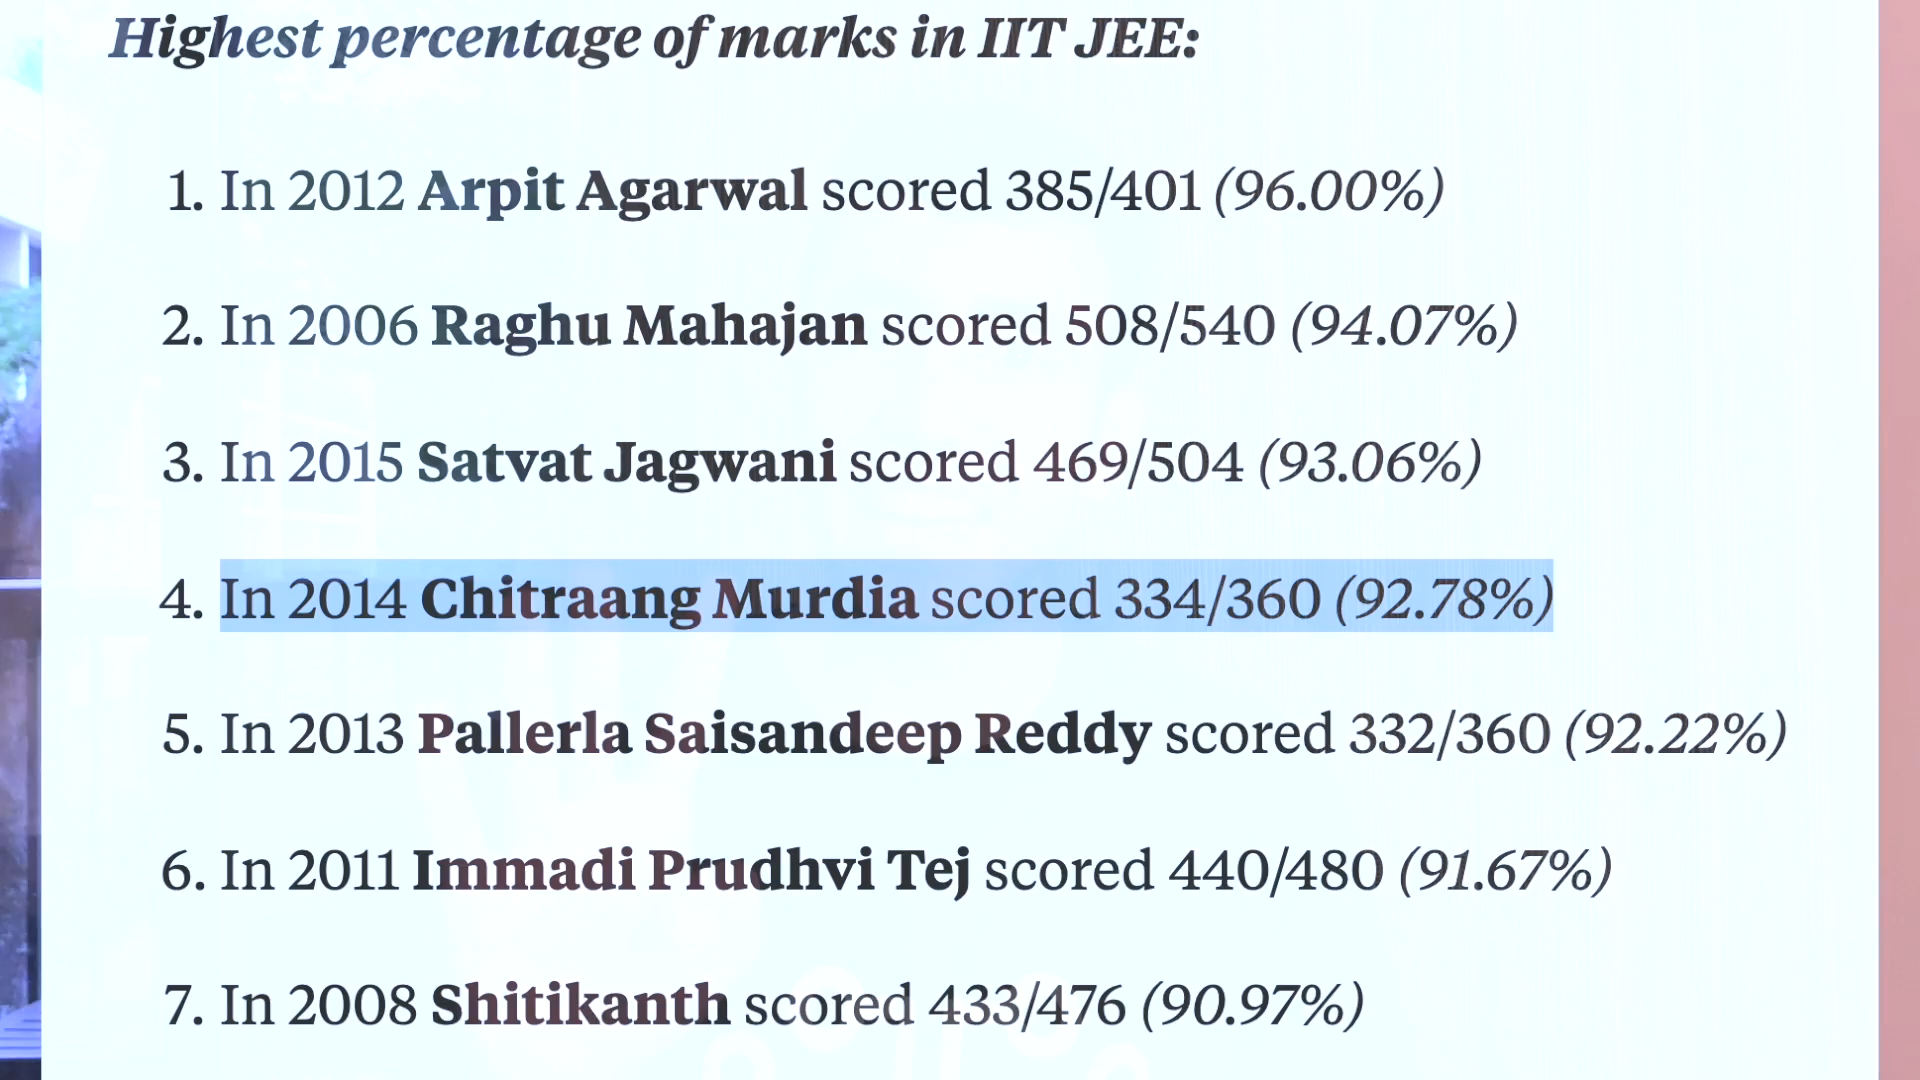 Highest percentage of marks in IIT JEE:
1. In 2012 Arpit Agarwal scored 385/401 (96.00%)
2. In 2006 Raghu Mahajan scored 508/540 (94.07%)
3. In 2015 Satvat Jagwani scored 469/504 (93.06%)
4. In 2014 Chitraang Murdia scored 334/360 (92.78%)
5. In 2013 Pallerla Saisandeep Reddy scored 332/360 (92.22%)
6. In 2011 Immadi Prudhvi Tej scored 440/480 (91.67%)
7. In 2008 Shitikanth scored 433/476 (90.97%)